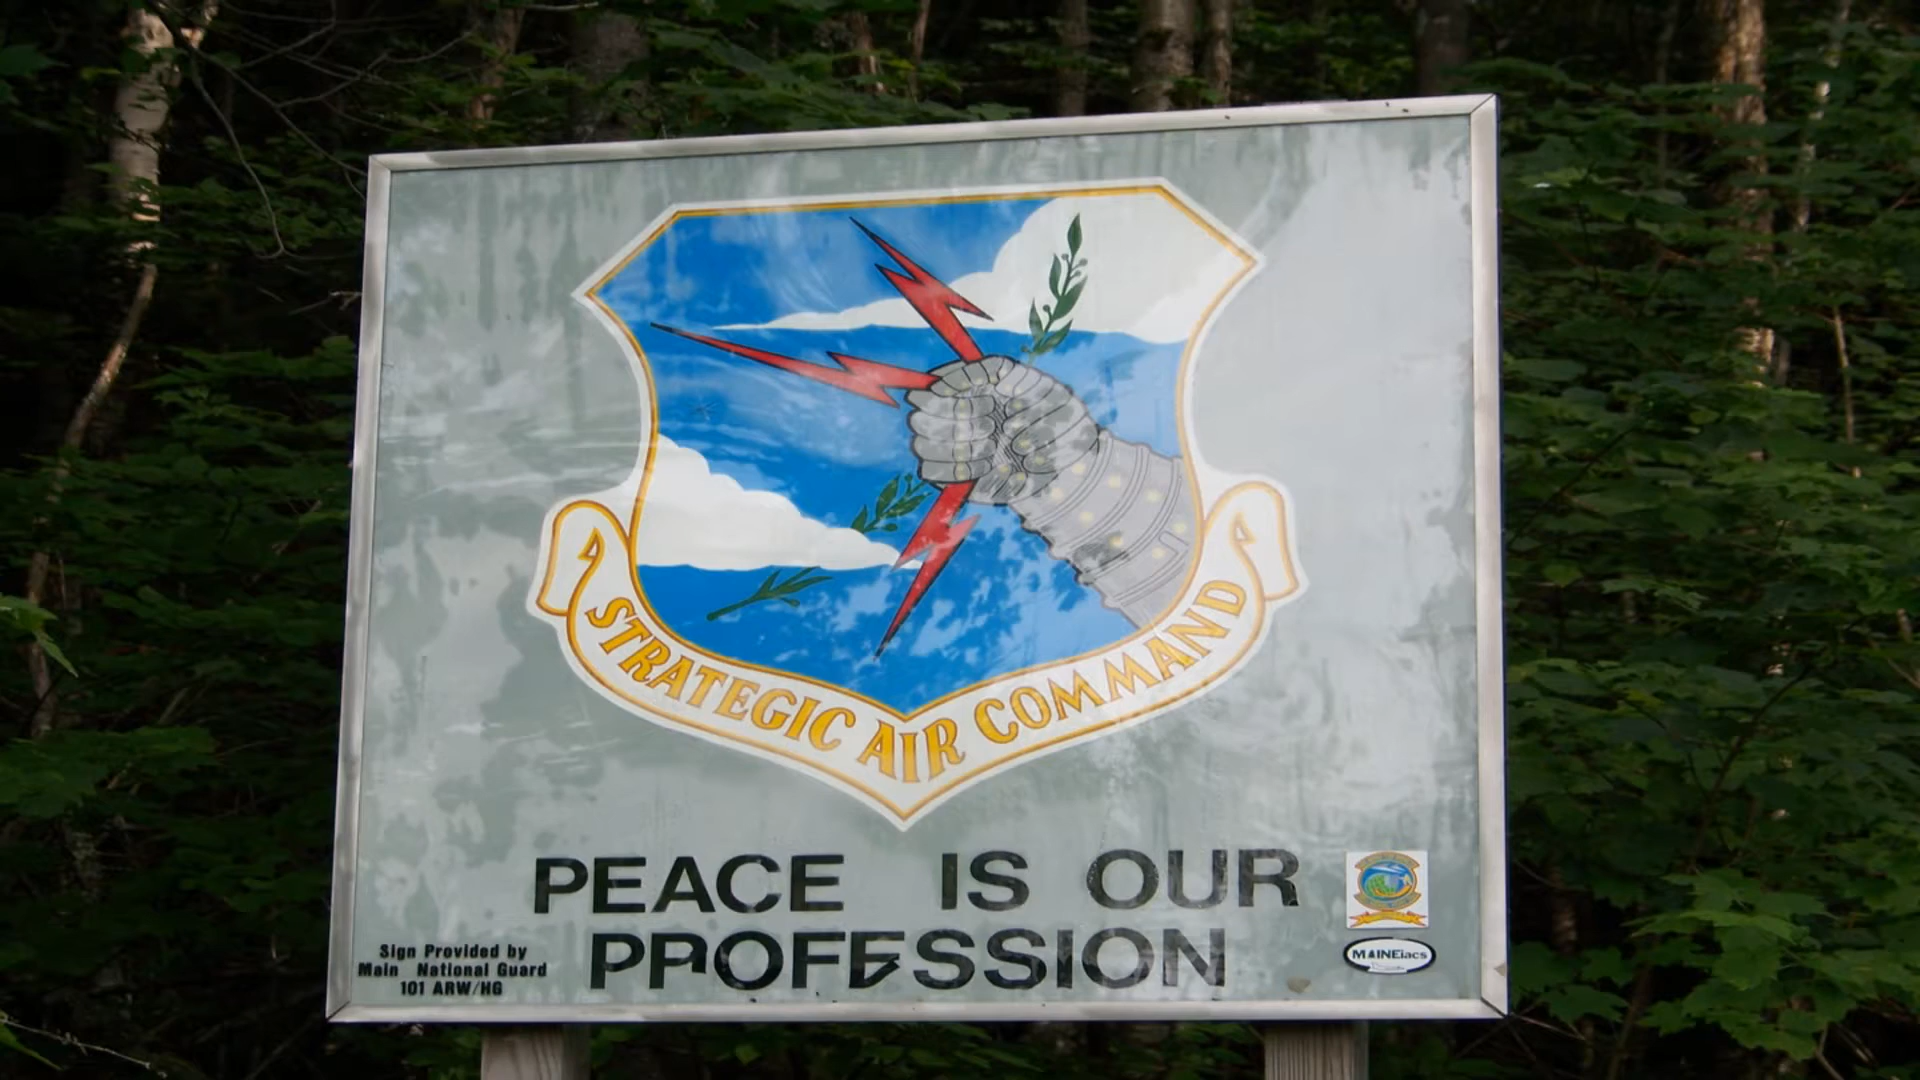 STRATEGIC AIR COMMAND
PEACE IS OUR
PROFESSION
Sign Provided by
Main National Guard
101 ARW/HG
MAINEiacs